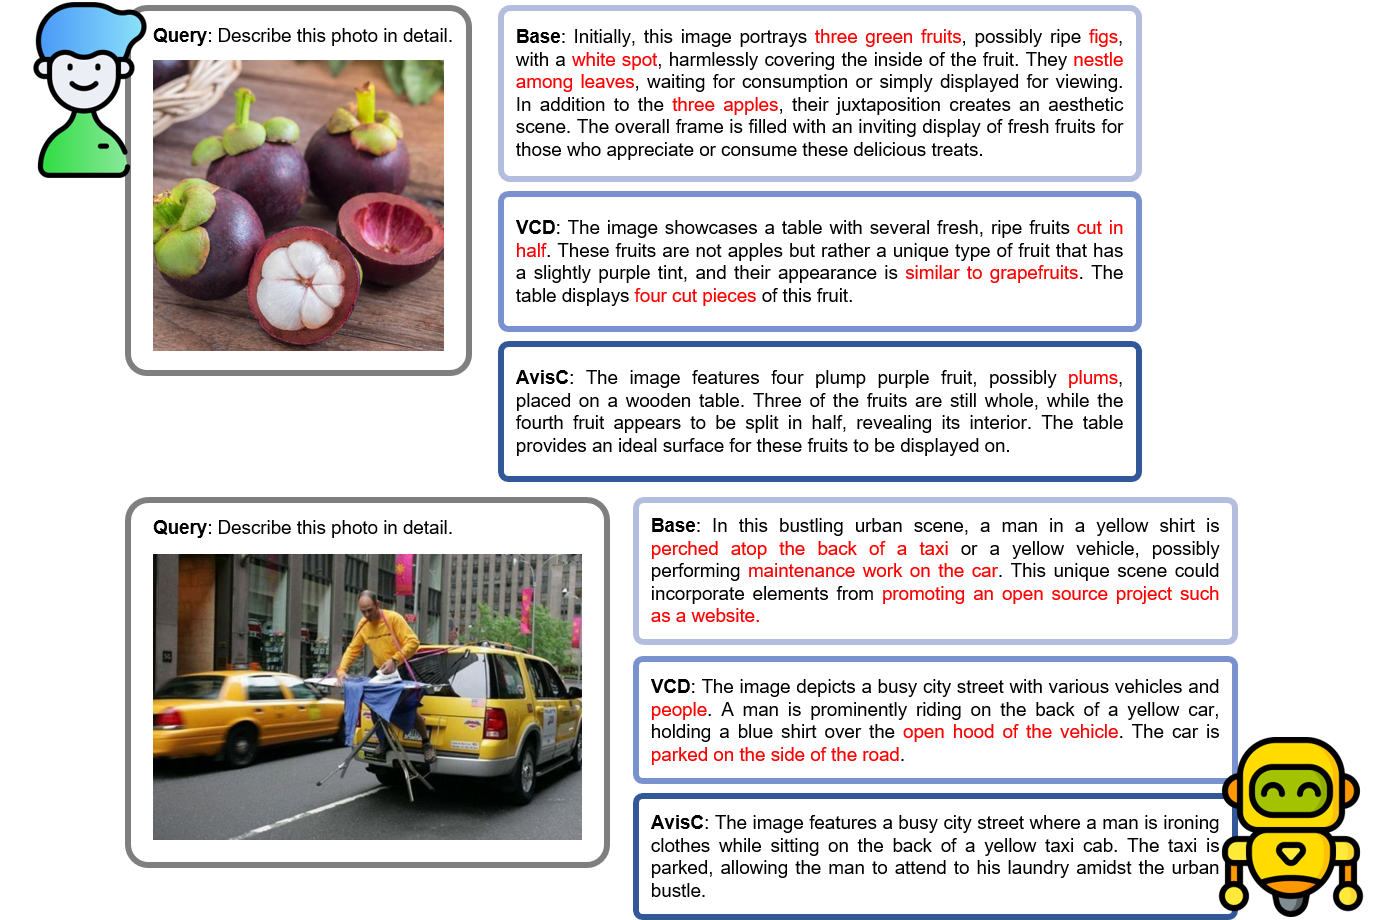 Query: Describe this photo in detail.
Base: Initially, this image portrays three green fruits, possibly ripe figs,
with a white spot, harmlessly covering the inside of the fruit. They nestle
among leaves, waiting for consumption or simply displayed for viewing.
In addition to the three apples, their juxtaposition creates an aesthetic
scene. The overall frame is filled with an inviting display of fresh fruits for
those who appreciate or consume these delicious treats.
VCD: The image showcases a table with several fresh, ripe fruits cut in
half. These fruits are not apples but rather a unique type of fruit that has
a slightly purple tint, and their appearance is similar to grapefruits. The
table displays four cut pieces of this fruit.
AvisC: The image features four plump purple fruit, possibly plums,
placed on a wooden table. Three of the fruits are still whole, while the
fourth fruit appears to be split in half, revealing its interior. The table
provides an ideal surface for these fruits to be displayed on.
Query: Describe this photo in detail.
Base: In this bustling urban scene, a man in a yellow shirt is
perched atop the back of a taxi or a yellow vehicle, possibly
performing maintenance work on the car. This unique scene could
incorporate elements from promoting an open source project such
as a website.
VCD: The image depicts a busy city street with various vehicles and
people. A man is prominently riding on the back of a yellow car,
holding a blue shirt over the open hood of the vehicle. The car is
parked on the side of the road.
AvisC: The image features a busy city street where a man is ironing
clothes while sitting on the back of a yellow taxi cab. The taxi is
parked, allowing the man to attend to his laundry amidst the urban
bustle.